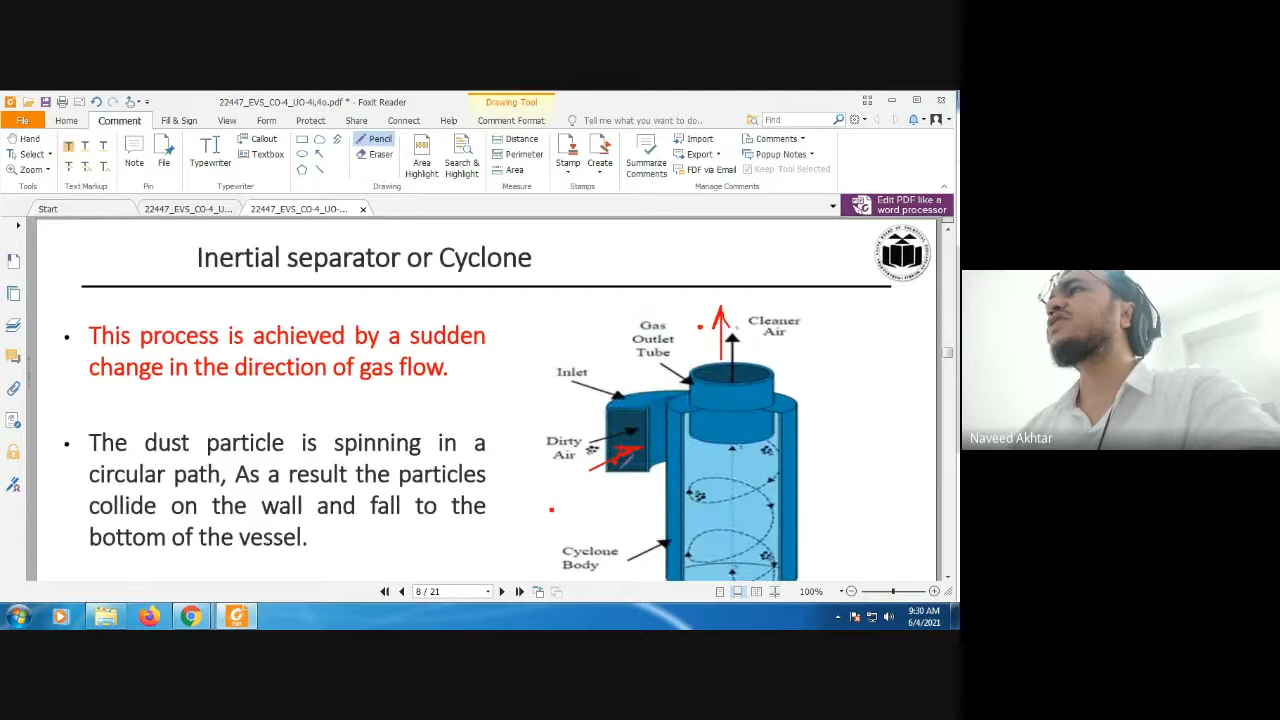 22447_EVS_CO-4_UO-4i,4o.pdf * - Foxit Reader
Drawing Tool
File
Home
Comment
Fill & Sign
View
Form
Protect
Share
Connect
Help
Comment Format
Tell me what you want to do..
Find
Hand
Select
Zoom
Tools
Text Markup
Note
File
Pin
Typewriter
Callout
Textbox
Typewriter
Pencil
Eraser
Drawing
Area
Highlight
Search &
Highlight
Distance
Perimeter
Area
Measure
Stamp
Create
Stamps
Summarize
Comments
Import
Export
FDF via Email
Comments
Popup Notes
Keep Tool Selected
Manage Comments
Start
22447_EVS_CO-4_U...
22447_EVS_CO-4_UO-...
Edit PDF like a
word processor
Inertial separator or Cyclone
• This process is achieved by a sudden
change in the direction of gas flow.
• The dust particle is spinning in a
circular path, As a result the particles
collide on the wall and fall to the
bottom of the vessel.
Gas
Outlet
Tube
Cleaner
Air
Inlet
Dirty
Air
Cyclone
Body
Naveed Akhtar
8 / 21
100%
9:30 AM
6/4/2021